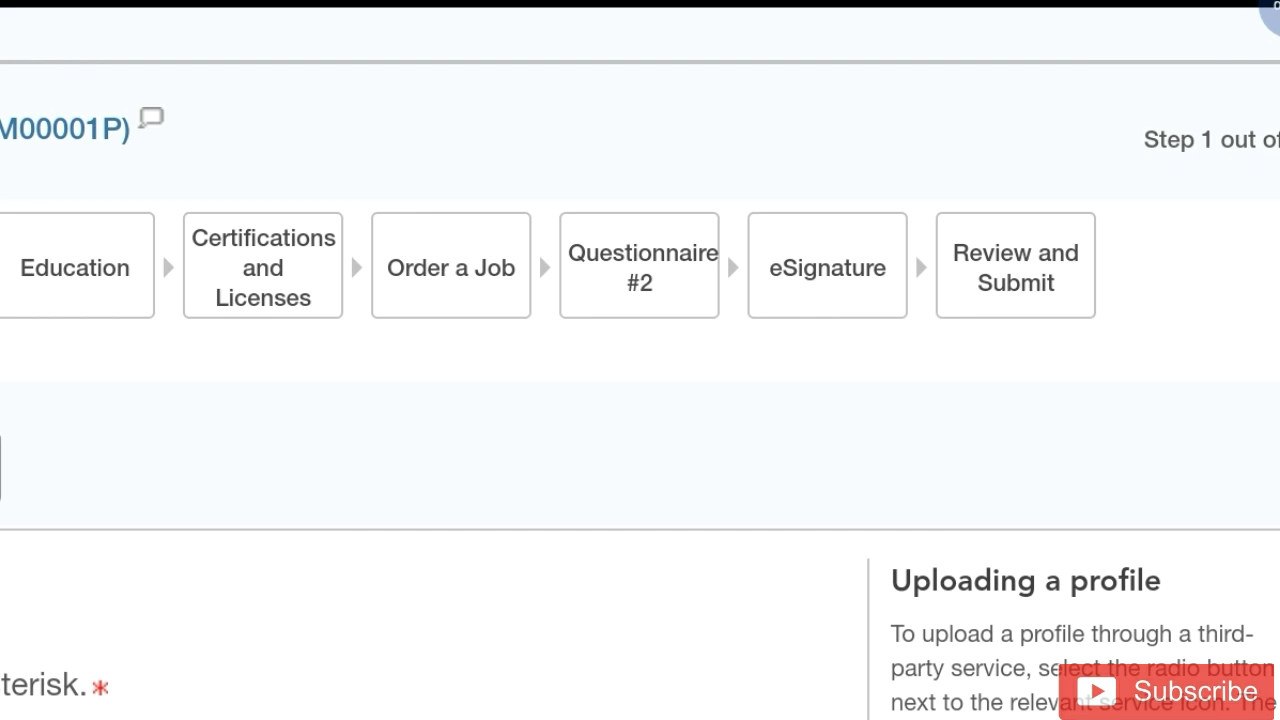 M00001P)
Step 1 out of
Education
Certifications
and
Licenses
Order a Job
Questionnaire
#2
eSignature
Review and
Submit
Uploading a profile
terisk. *
To upload a profile through a third-
party service, select the radio button
next to the relevant service icon. The
Subscribe